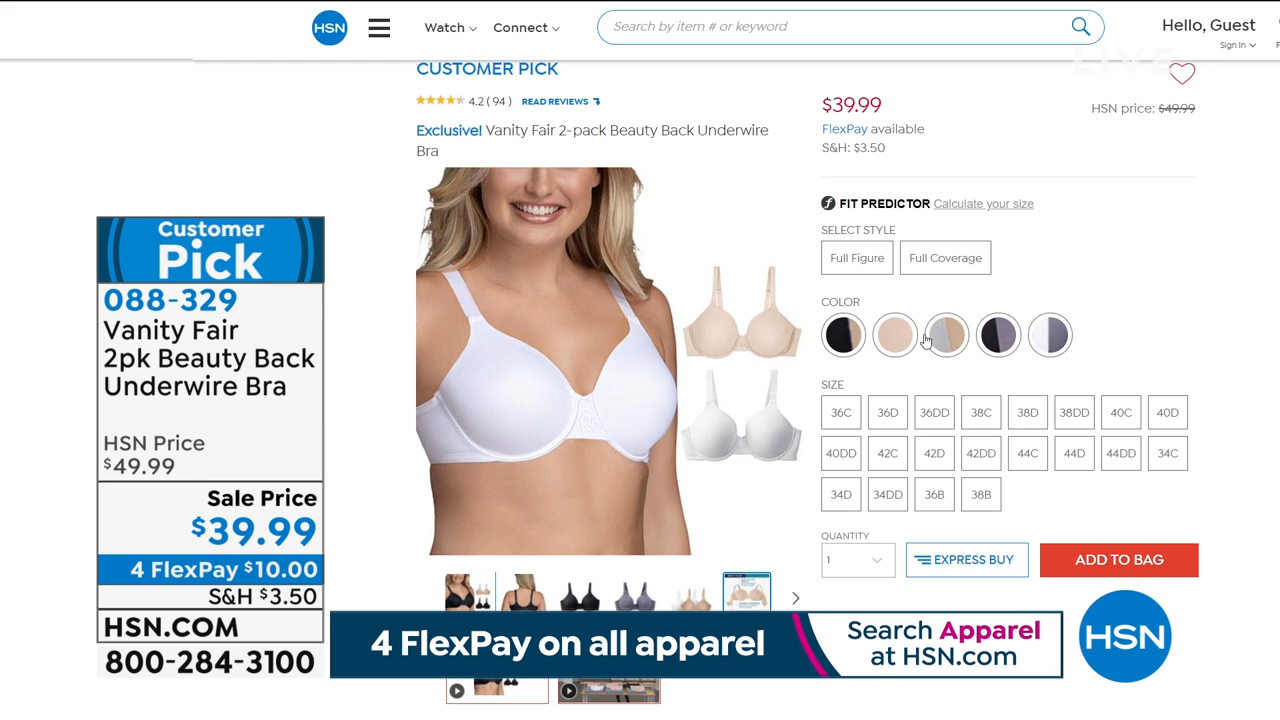 HSN
Watch
Connect
Search by item # or keyword
Hello, Guest
Sign In
LIVE
CUSTOMER PICK
4.2 ( 94 ) READ REVIEWS
Exclusive! Vanity Fair 2-pack Beauty Back Underwire
Bra
$39.99
HSN price: $49.99
FlexPay available
S&H: $3.50
FIT PREDICTOR Calculate your size
SELECT STYLE
Full Figure
Full Coverage
COLOR
SIZE
36C 36D 36DD 38C 38D 38DD 40C 40D
40DD 42C 42D 42DD 44C 44D 44DD 34C
34D 34DD 36B 38B
QUANTITY
1
EXPRESS BUY
ADD TO BAG
Customer
Pick
088-329
Vanity Fair
2pk Beauty Back
Underwire Bra
HSN Price
$49.99
Sale Price
$39.99
4 FlexPay $10.00
S&H $3.50
HSN.COM
800-284-3100
4 FlexPay on all apparel
Search Apparel
at HSN.com
HSN